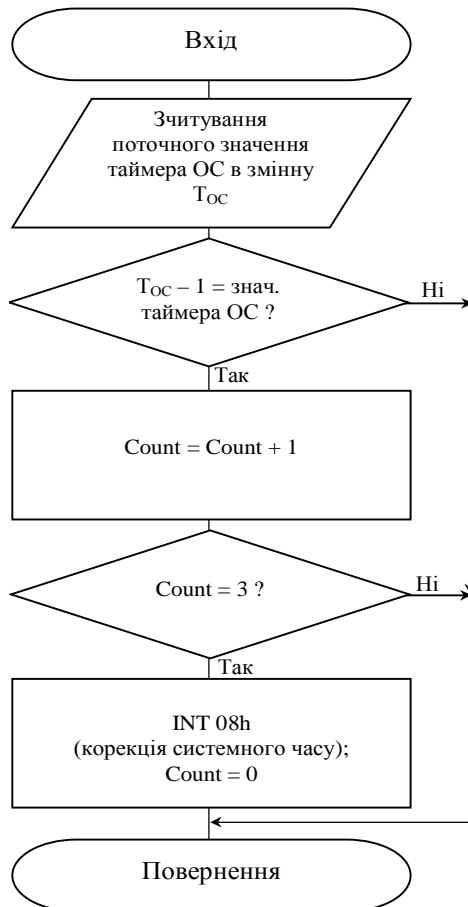 Вхід
Зчитування
поточного значення
таймера ОС в змінну
TОС
TОС – 1 = знач.
таймера ОС ?
Ні
Так
Count = Count + 1
Count = 3 ?
Ні
Так
INT 08h
(корекція системного часу);
Count = 0
Повернення